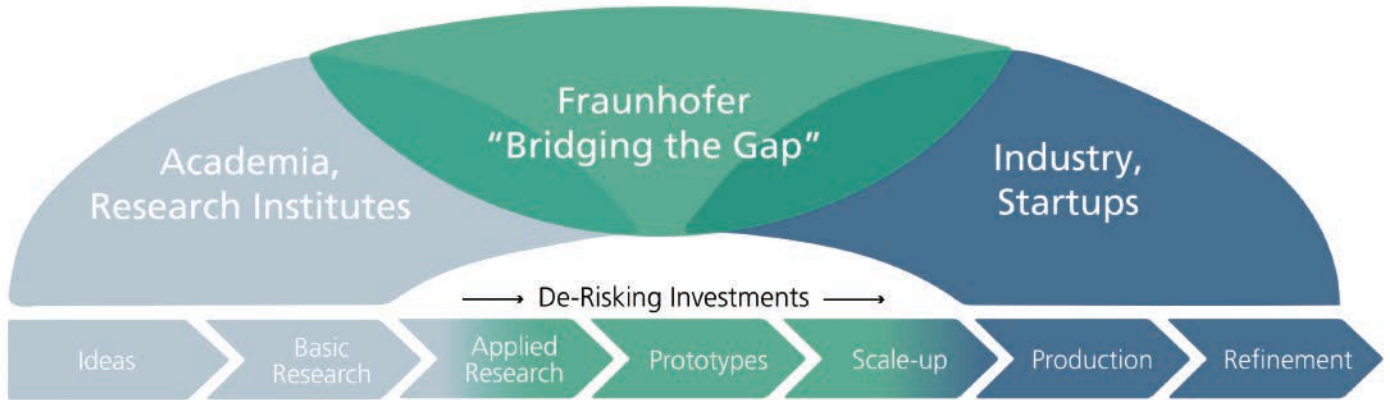 Fraunhofer
“Bridging the Gap”
Academia,
Research Institutes
Industry,
Startups
De-Risking Investments
Ideas
Basic
Research
Applied
Research
Prototypes
Scale-up
Production
Refinement